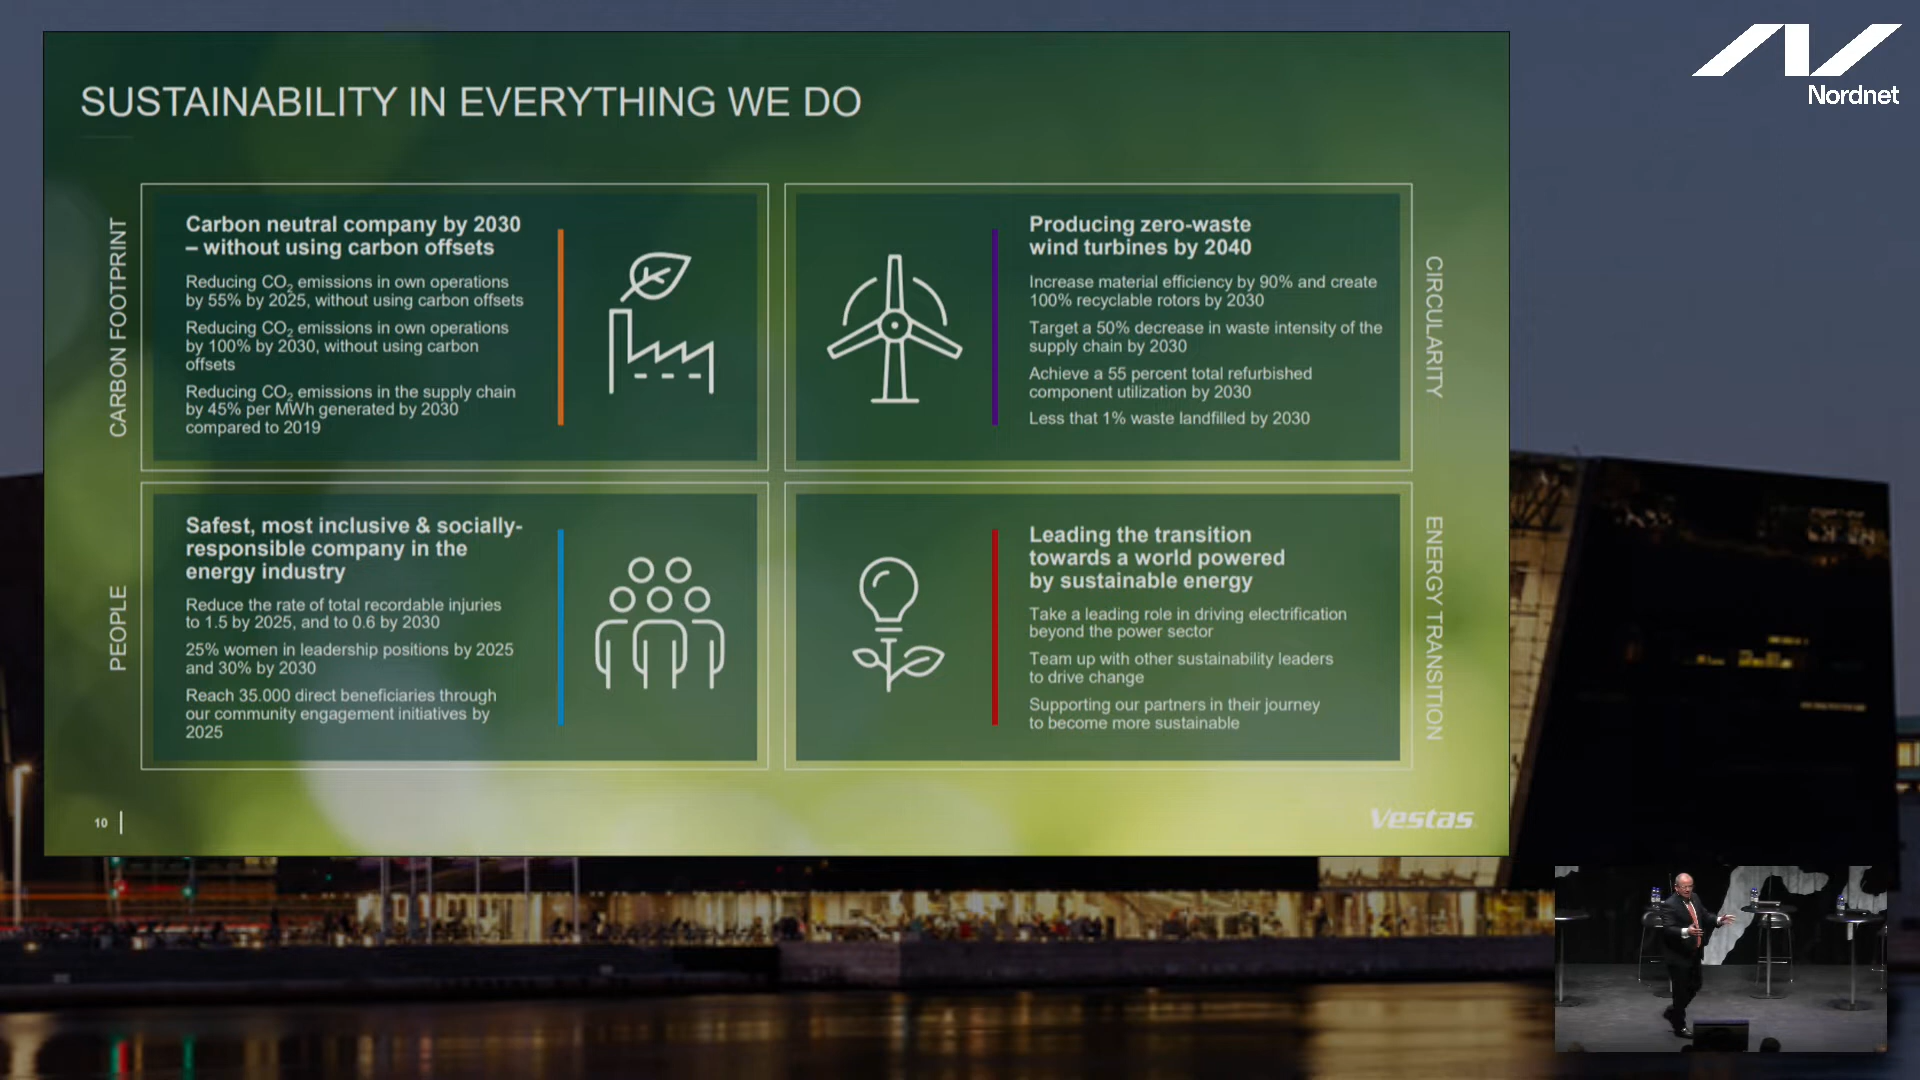 Nordnet
SUSTAINABILITY IN EVERYTHING WE DO
CARBON FOOTPRINT
Carbon neutral company by 2030
– without using carbon offsets
Reducing CO₂ emissions in own operations
by 55% by 2025, without using carbon offsets
Reducing CO₂ emissions in own operations
by 100% by 2030, without using carbon
offsets
Reducing CO₂ emissions in the supply chain
by 45% per MWh generated by 2030
compared to 2019
Producing zero-waste
wind turbines by 2040
Increase material efficiency by 90% and create
100% recyclable rotors by 2030
Target a 50% decrease in waste intensity of the
supply chain by 2030
Achieve a 55 percent total refurbished
component utilization by 2030
Less that 1% waste landfilled by 2030
CIRCULARITY
PEOPLE
Safest, most inclusive & socially-
responsible company in the
energy industry
Reduce the rate of total recordable injuries
to 1.5 by 2025, and to 0.6 by 2030
25% women in leadership positions by 2025
and 30% by 2030
Reach 35.000 direct beneficiaries through
our community engagement initiatives by
2025
Leading the transition
towards a world powered
by sustainable energy
Take a leading role in driving electrification
beyond the power sector
Team up with other sustainability leaders
to drive change
Supporting our partners in their journey
to become more sustainable
ENERGY TRANSITION
10
Vestas